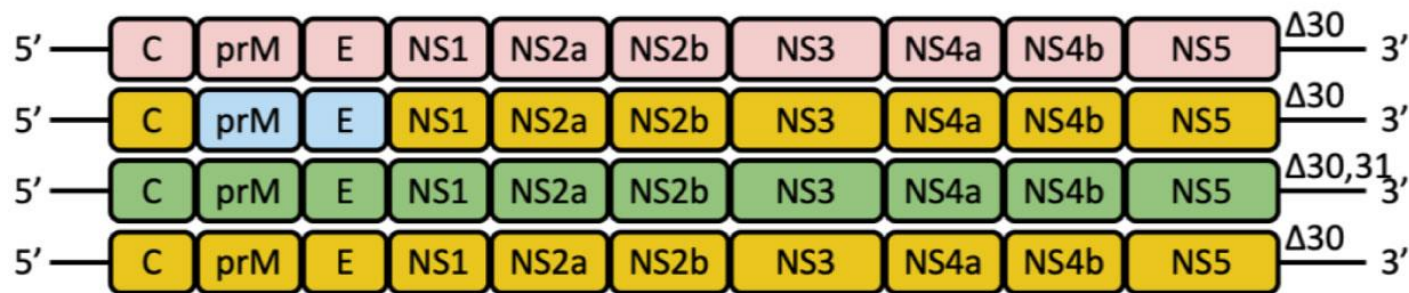 5’ C prM E NS1 NS2a NS2b NS3 NS4a NS4b NS5 Δ30 3’
5’ C prM E NS1 NS2a NS2b NS3 NS4a NS4b NS5 Δ30 3’
5’ C prM E NS1 NS2a NS2b NS3 NS4a NS4b NS5 Δ30,31 3’
5’ C prM E NS1 NS2a NS2b NS3 NS4a NS4b NS5 Δ30 3’